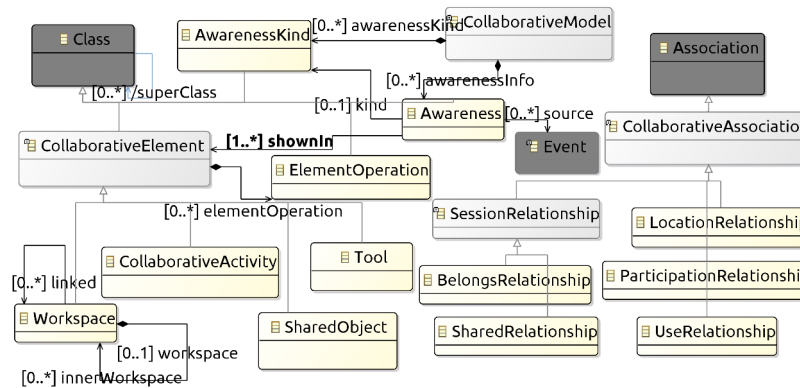 [0..*] awarenessKind
CollaborativeModel
Class
AwarenessKind
Association
[0..*] awarenessInfo
[0..*] /superClass
[0..1] kind
Awareness
[0..*] source
CollaborativeAssociatio
[1..*] shownIn
CollaborativeElement
Event
ElementOperation
[0..*] elementOperation
SessionRelationship
LocationRelationship
CollaborativeActivity
Tool
BelongsRelationship
ParticipationRelationshi
[0..*] linked
Workspace
SharedObject
SharedRelationship
UseRelationship
[0..1] workspace
[0..*] innerWorkspace